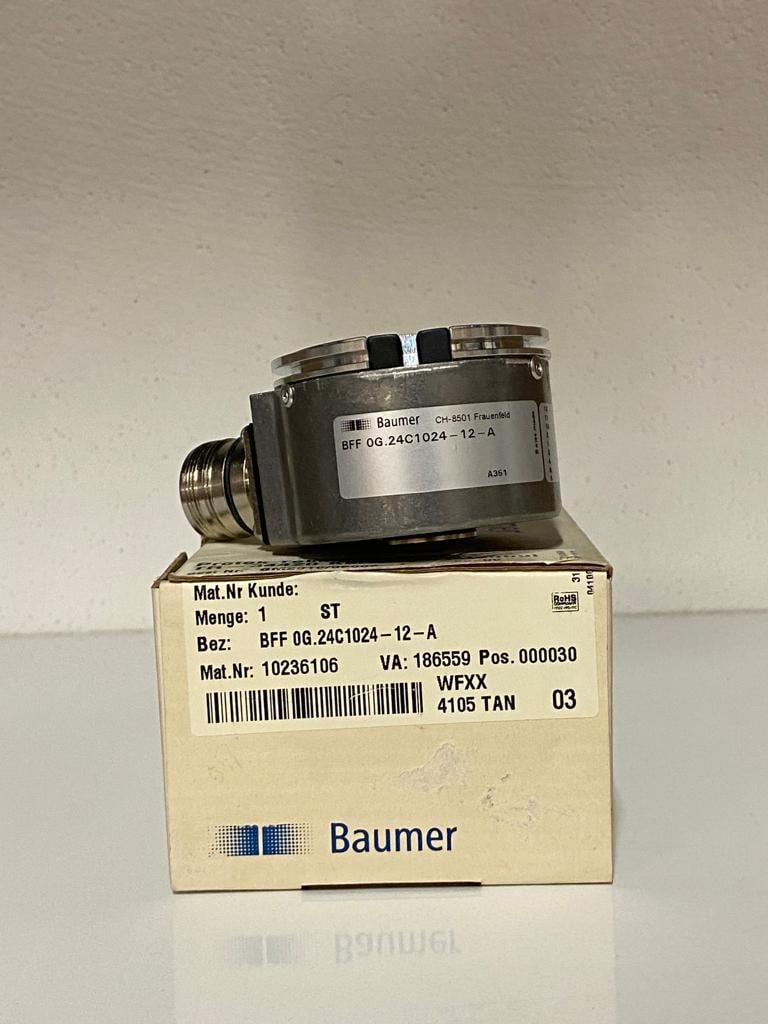 Baumer CH-8501 Frauenfeld
BFF 0G.24C1024-12-A
A351
Mat.Nr Kunde:
Menge: 1 ST
Bez: BFF 0G.24C1024-12-A
Mat.Nr: 10236106 VA: 186559 Pos. 000030
WFXX
4105 TAN 03
RoHS
Baumer